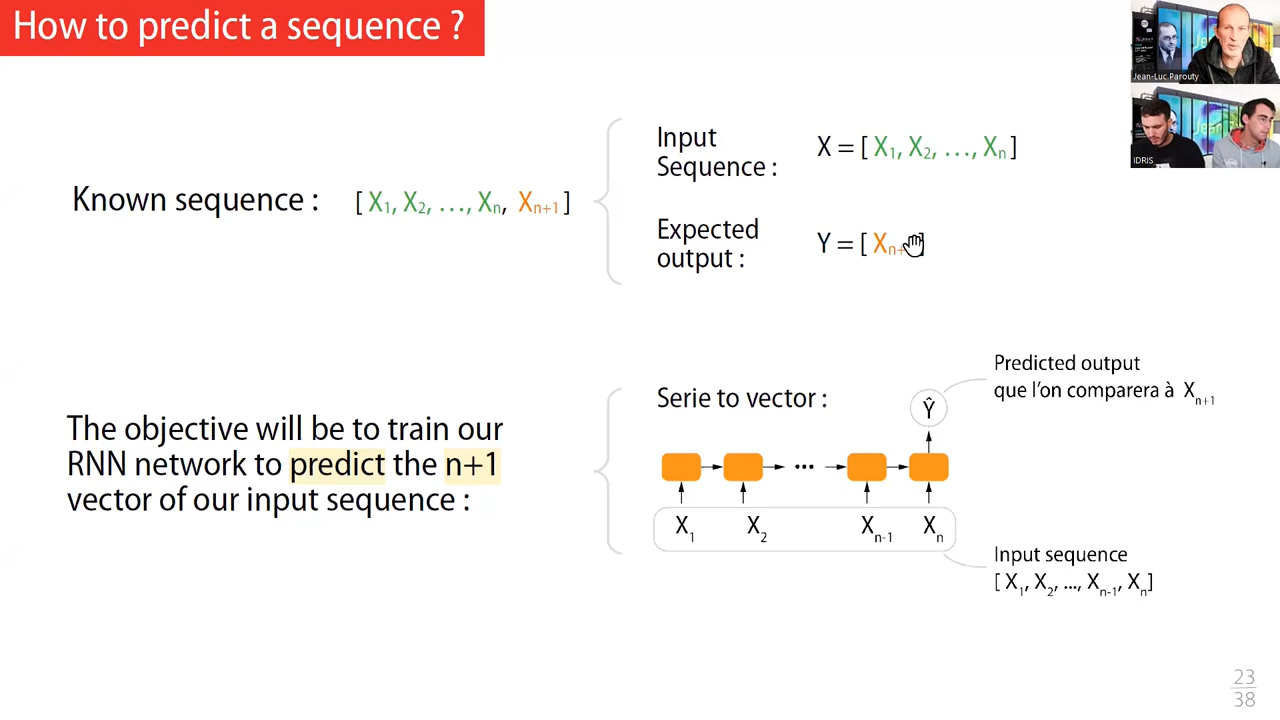 How to predict a sequence ?
Jean-Luc Parouty
IDRIS
Known sequence : [ X1, X2, …, Xn, Xn+1 ]
Input
Sequence :
X = [ X1, X2, …, Xn ]
Expected
output :
Y = [ Xn+ ]
The objective will be to train our
RNN network to predict the n+1
vector of our input sequence :
Serie to vector :
Predicted output
que l'on comparera à Xn+1
Ŷ
...
X1 X2 Xn-1 Xn
Input sequence
[ X1, X2, ..., Xn-1, Xn]
23
38